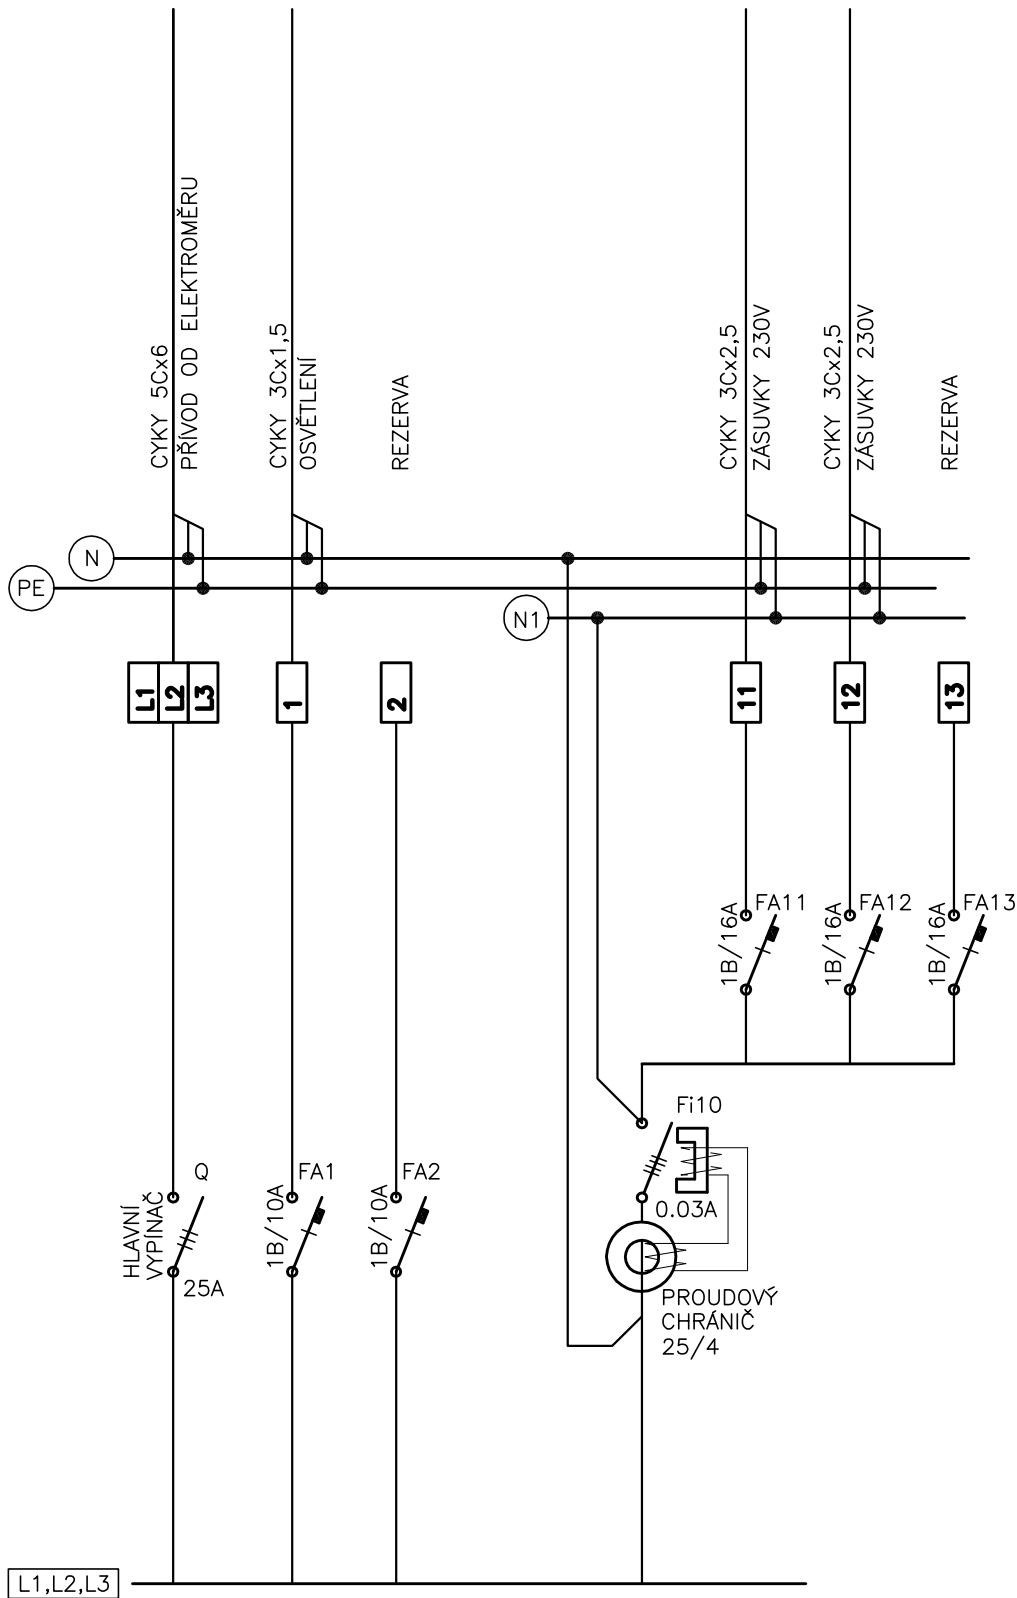 CYKY 5Cx6
PŘÍVOD OD ELEKTROMĚRU
CYKY 3Cx1,5
OSVĚTLENÍ
REZERVA
CYKY 3Cx2,5
ZÁSUVKY 230V
CYKY 3Cx2,5
ZÁSUVKY 230V
REZERVA
N
PE
N1
L1
L2
L3
1
2
11
12
13
1B/16A
FA11
1B/16A
FA12
1B/16A
FA13
Fi10
0.03A
HLAVNÍ
VYPÍNAČ
Q
25A
1B/10A
FA1
1B/10A
FA2
PROUDOVÝ
CHRÁNIČ
25/4
L1,L2,L3